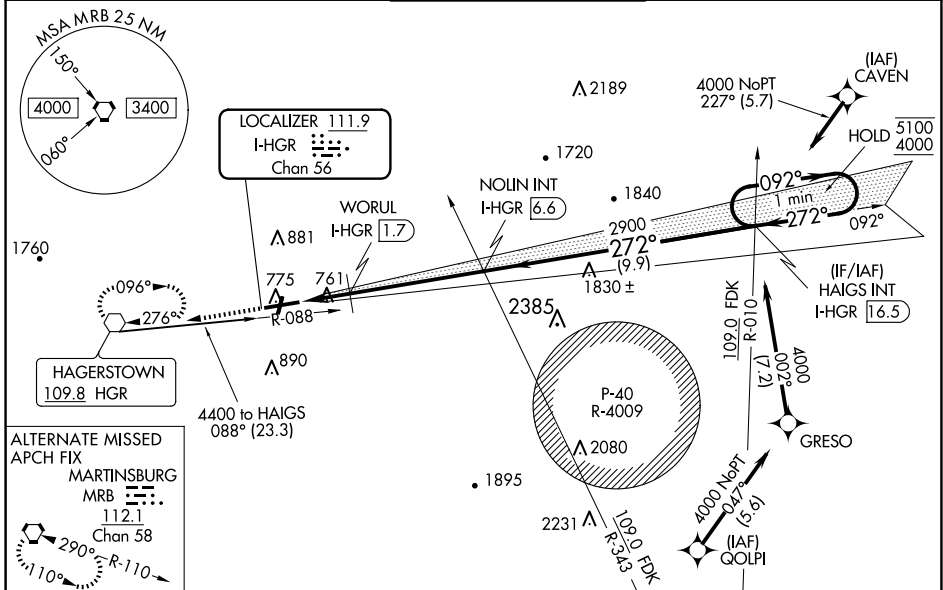 MSA MRB 25 NM
150°
4000
3400
060°
LOCALIZER 111.9
I-HGR
Chan 56
2189
1720
1840
4000 NoPT
227° (5.7)
(IAF)
CAVEN
HOLD 5100
4000
092°
1 min
272°
092°
NOLIN INT
I-HGR 6.6
WORUL
I-HGR 1.7
2900
272°
(9.9)
1830 ±
1760
881
775
761
096°
276°
R-088
(IF/IAF)
HAIGS INT
I-HGR 16.5
2385
109.0 FDK
R-010
HAGERSTOWN
109.8 HGR
890
4400 to HAIGS
088° (23.3)
P-40
R-4009
4000
002°
(7.2)
GRESO
2080
1895
2231
109.0 FDK
R-343
4000 NoPT
047°
(5.6)
(IAF)
QOLPI
ALTERNATE MISSED
APCH FIX
MARTINSBURG
MRB
112.1
Chan 58
290°
R-110
110°